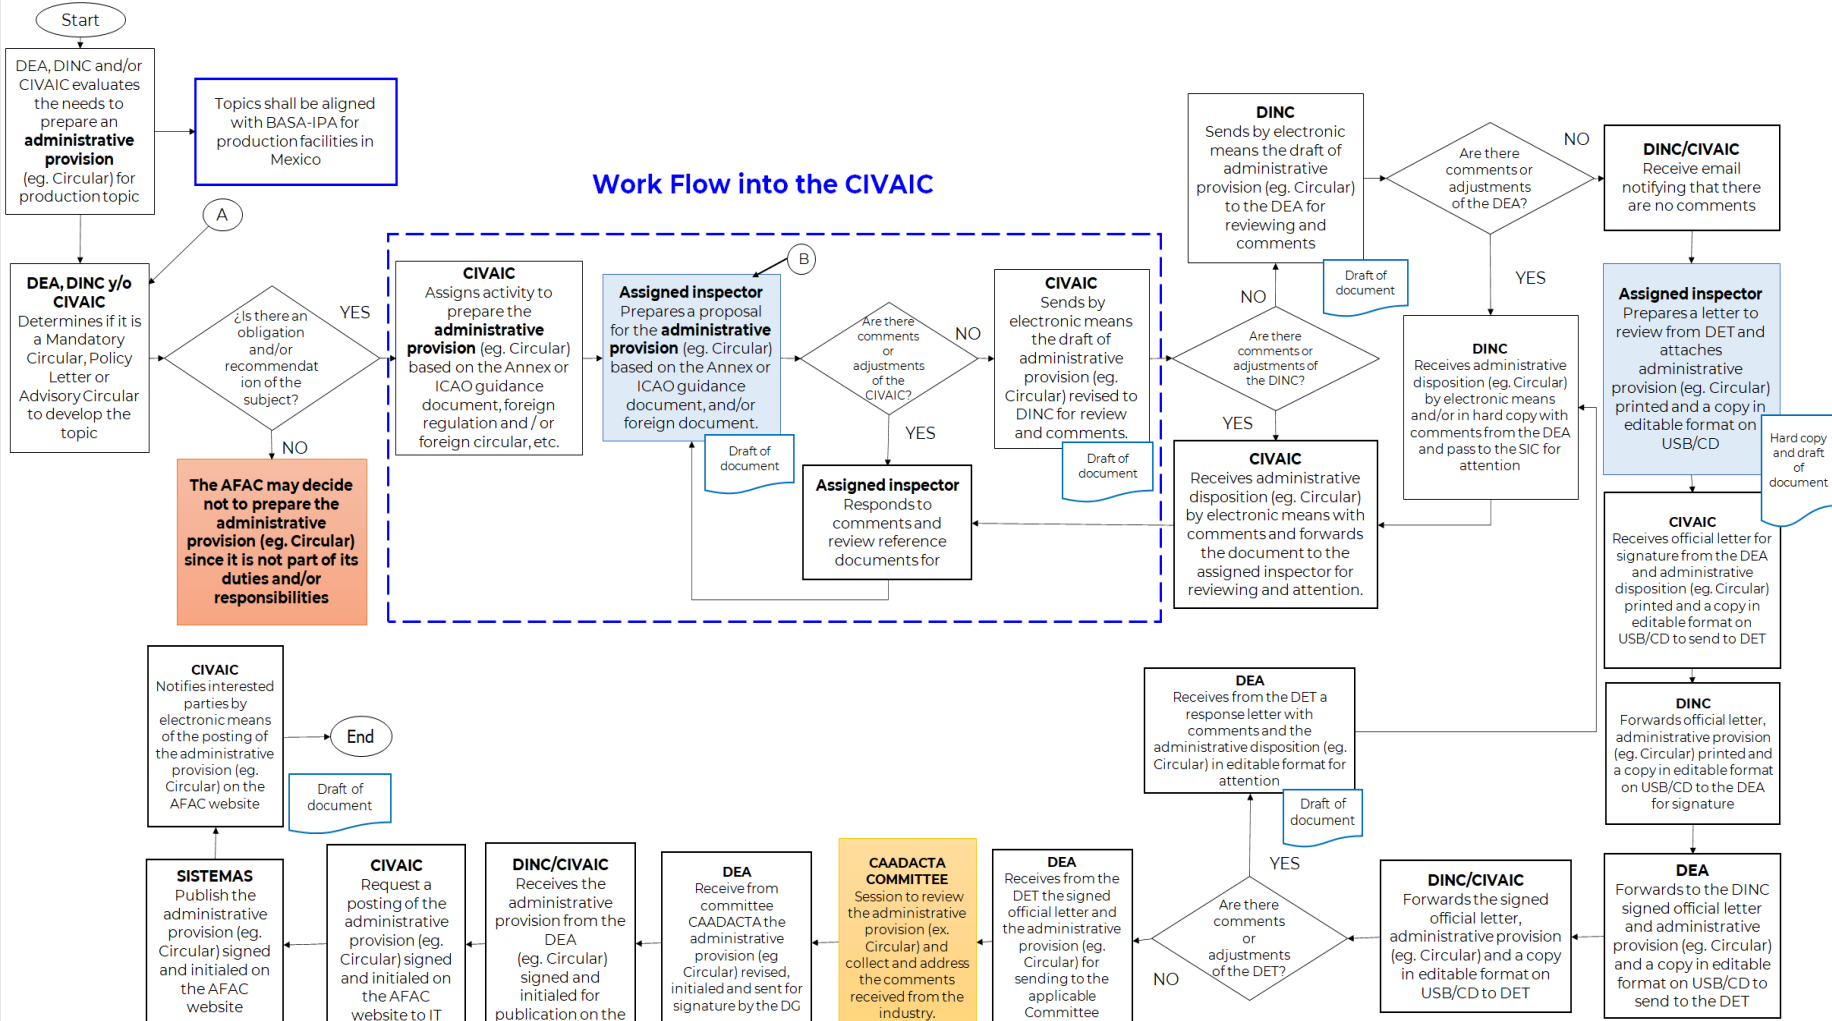 Start
DEA, DINC and/or
CIVAIC evaluates
the needs to
prepare an
administrative
provision
(eg. Circular) for
production topic
Topics shall be aligned
with BASA-IPA for
production facilities in
Mexico
A
DEA, DINC y/o
CIVAIC
Determines if it is
a Mandatory
Circular, Policy
Letter or
Advisory Circular
to develop the
topic
¿Is there an
obligation
and/or
recommendat
ion of the
subject?
YES
NO
The AFAC may decide
not to prepare the
administrative
provision (eg. Circular)
since it is not part of its
duties and/or
responsibilities
Work Flow into the CIVAIC
CIVAIC
Assigns activity to
prepare the
administrative
provision (eg. Circular)
based on the Annex or
ICAO guidance
document, foreign
regulation and / or
foreign circular, etc.
B
Assigned inspector
Prepares a proposal
for the administrative
provision (eg. Circular)
based on the Annex or
ICAO guidance
document, and/or
foreign document.
Draft of
document
Are there
comments
or
adjustments
of the
CIVAIC?
NO
YES
Assigned inspector
Responds to
comments and
review reference
documents for
CIVAIC
Sends by
electronic means
the draft of
administrative
provision (eg.
Circular) revised to
DINC for review
and comments.
Draft of
document
Are there
comments or
adjustments of
the DINC?
NO
YES
DINC
Sends by electronic
means the draft of
administrative
provision (eg. Circular)
to the DEA for
reviewing and
comments
Draft of
document
CIVAIC
Receives administrative
disposition (eg. Circular)
by electronic means with
comments and forwards
the document to the
assigned inspector for
reviewing and attention.
Are there
comments or
adjustments
of the DEA?
NO
YES
DINC
Receives administrative
disposition (eg. Circular)
by electronic means
and/or in hard copy with
comments from the DEA
and pass to the SIC for
attention
DINC/CIVAIC
Receive email
notifying that there
are no comments
Assigned inspector
Prepares a letter to
review from DET and
attaches
administrative
provision (eg. Circular)
printed and a copy in
editable format on
USB/CD
Hard copy
and draft
of
document
CIVAIC
Receives official letter for
signature from the DEA
and administrative
disposition (eg. Circular)
printed and a copy in
editable format on
USB/CD to send to DET
DINC
Forwards official letter,
administrative provision
(eg. Circular) printed and
a copy in editable format
on USB/CD to the DEA
for signature
DEA
Forwards to the DINC
signed official letter
and administrative
provision (eg. Circular)
and a copy in editable
format on USB/CD to
send to the DET
DINC/CIVAIC
Forwards the signed
official letter,
administrative provision
(eg. Circular) and a copy
in editable format on
USB/CD to DET
Are there
comments
or
adjustments
of the DET?
YES
NO
DEA
Receives from the DET a
response letter with
comments and the
administrative disposition (eg.
Circular) in editable format for
attention
Draft of
document
DEA
Receives from the
DET the signed
official letter and
the administrative
provision (eg.
Circular) for
sending to the
applicable
Committee
CAADACTA
COMMITTEE
Session to review
the administrative
provision (ex.
Circular) and
collect and address
the comments
received from the
industry.
DEA
Receive from
committee
CAADACTA the
administrative
provision (eg
Circular) revised,
initialed and sent for
signature by the DG
DINC/CIVAIC
Receives the
administrative
provision from the
DEA
(eg. Circular)
signed and
initialed for
publication on the
CIVAIC
Request a
posting of the
administrative
provision (eg.
Circular) signed
and initialed on
the AFAC
website to IT
SISTEMAS
Publish the
administrative
provision (eg.
Circular) signed
and initialed on
the AFAC
website
CIVAIC
Notifies interested
parties by
electronic means
of the posting of
the administrative
provision (eg.
Circular) on the
AFAC website
Draft of
document
End